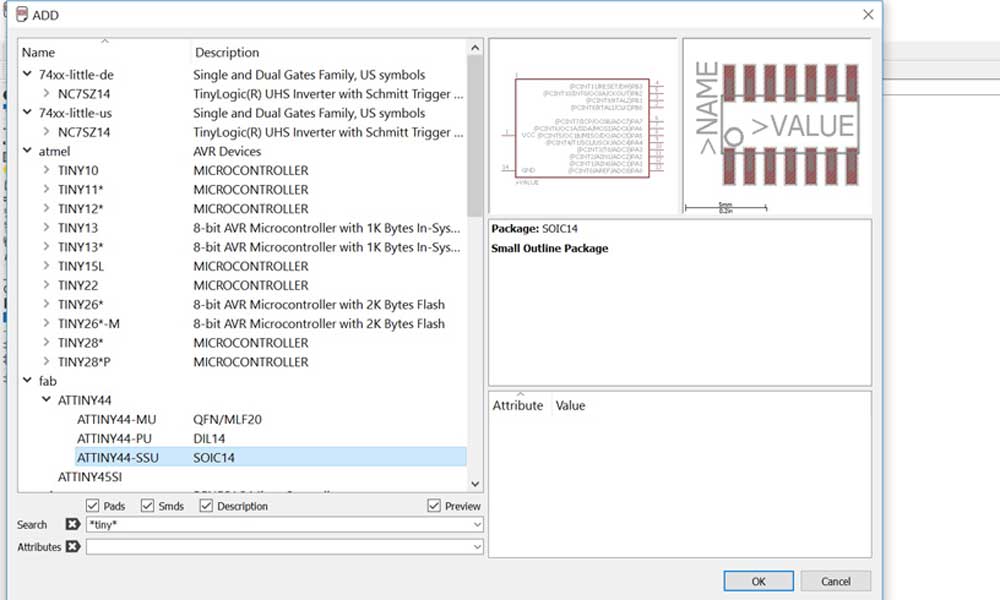 ADD
Name Description
74xx-little-de Single and Dual Gates Family, US symbols
NC7SZ14 TinyLogic(R) UHS Inverter with Schmitt Trigger ...
74xx-little-us Single and Dual Gates Family, US symbols
NC7SZ14 TinyLogic(R) UHS Inverter with Schmitt Trigger ...
atmel AVR Devices
TINY10 MICROCONTROLLER
TINY11* MICROCONTROLLER
TINY12* MICROCONTROLLER
TINY13 8-bit AVR Microcontroller with 1K Bytes In-Sys...
TINY13* 8-bit AVR Microcontroller with 1K Bytes In-Sys...
TINY15L MICROCONTROLLER
TINY22 MICROCONTROLLER
TINY26* 8-bit AVR Microcontroller with 2K Bytes Flash
TINY26*-M 8-bit AVR Microcontroller with 2K Bytes Flash
TINY28* MICROCONTROLLER
TINY28*P MICROCONTROLLER
fab
ATTINY44
ATTINY44-MU QFN/MLF20
ATTINY44-PU DIL14
ATTINY44-SSU SOIC14
ATTINY45SI
Pads Smds Description Preview
Search *tiny*
Attributes
VCC
GND
>VALUE
>NAME
>VALUE
5mm
0.2in
Package: SOIC14
Small Outline Package
Attribute Value
OK Cancel